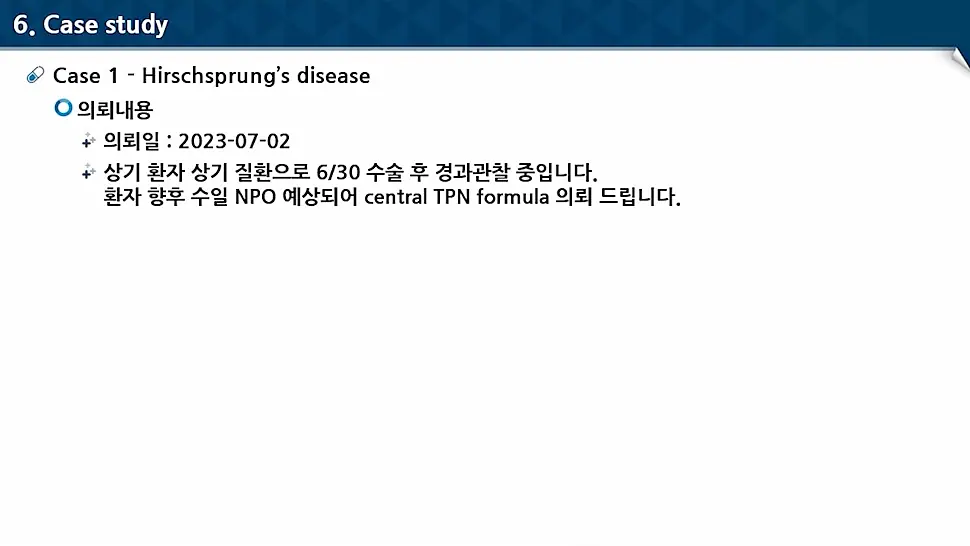 6. Case study
Case 1 - Hirschsprung's disease
의뢰내용
의뢰일 : 2023-07-02
상기 환자 상기 질환으로 6/30 수술 후 경과관찰 중입니다.
환자 향후 수일 NPO 예상되어 central TPN formula 의뢰 드립니다.